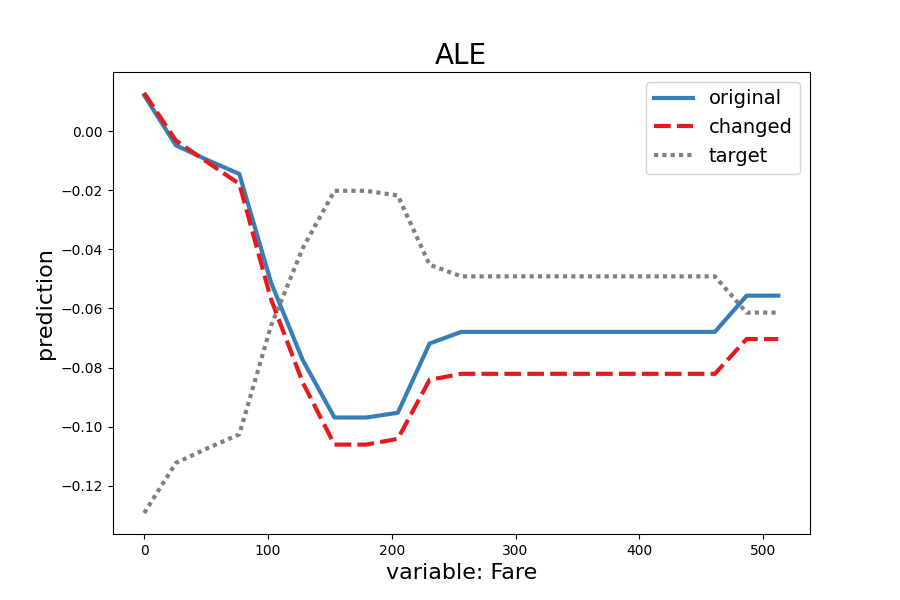 ALE
original
changed
target
prediction
0.00
−0.02
−0.04
−0.06
−0.08
−0.10
−0.12
0 100 200 300 400 500
variable: Fare